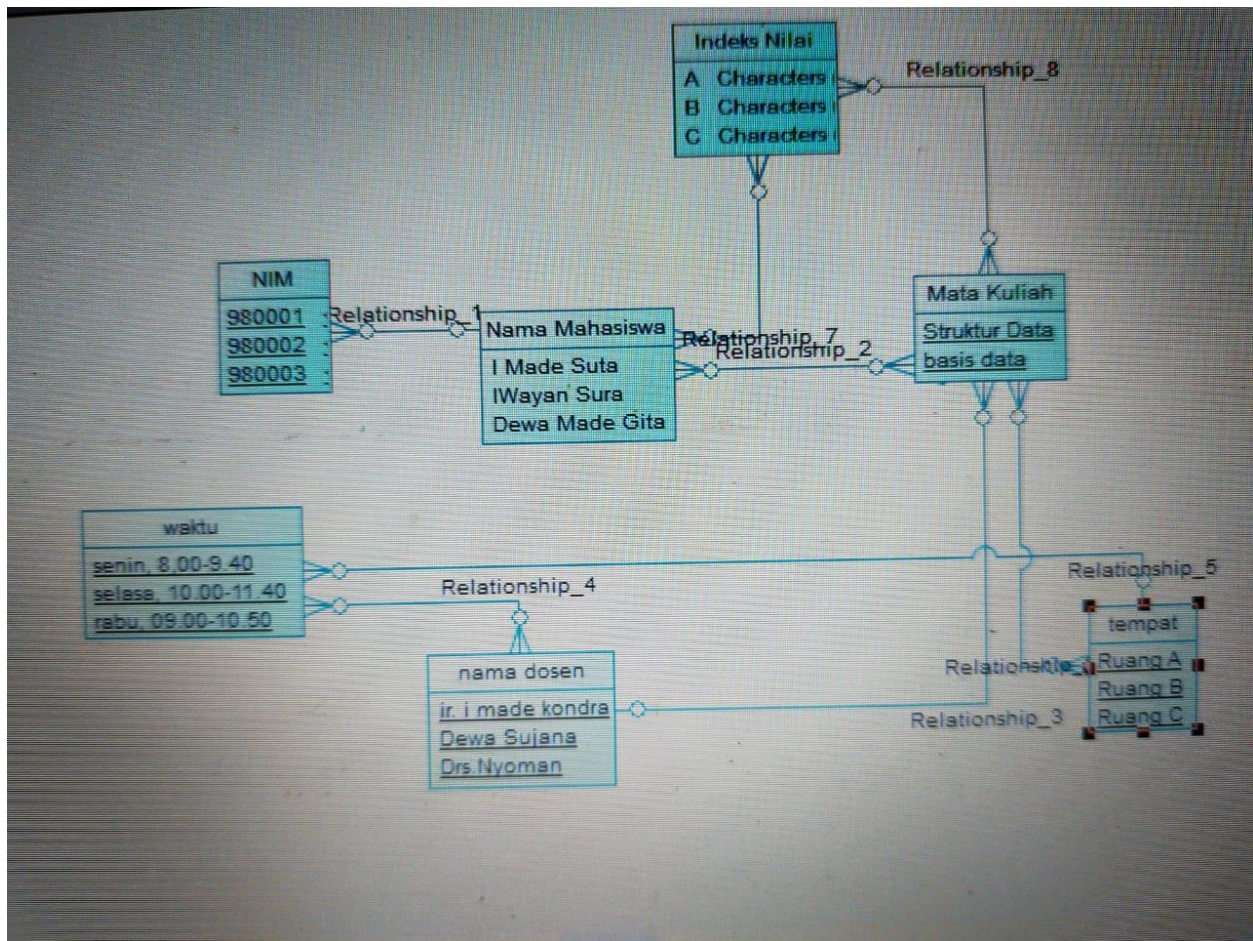 Indeks Nilai
A Characters
B Characters
C Characters
Relationship_8
NIM
980001
980002
980003
Relationship_1
Nama Mahasiswa
I Made Suta
IWayan Sura
Dewa Made Gita
Relationship_7
Relationship_2
Mata Kuliah
Struktur Data
basis data
waktu
senin, 8.00-9.40
selasa, 10.00-11.40
rabu, 09.00-10.50
Relationship_4
Relationship_5
nama dosen
ir. i made kondra
Dewa Sujana
Drs.Nyoman
tempat
Ruang A
Ruang B
Ruang C
Relationship_3